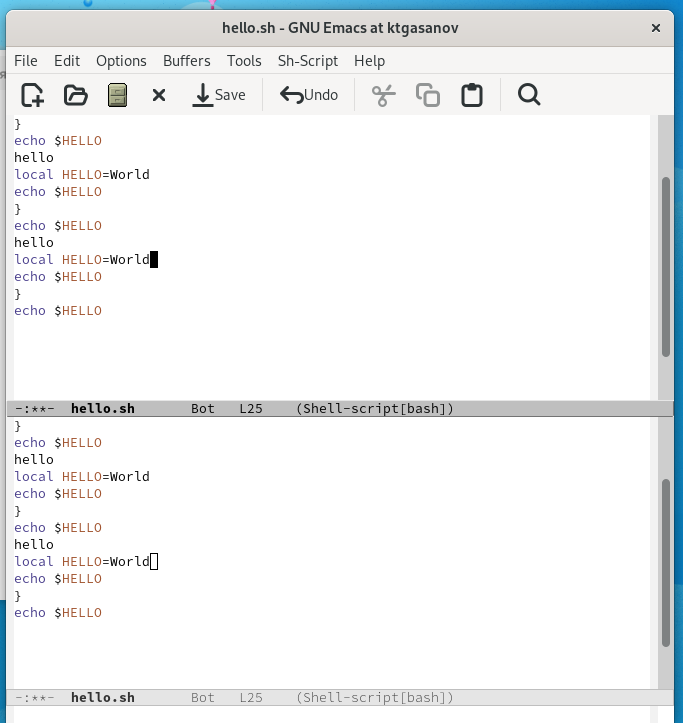 hello.sh - GNU Emacs at ktgasanov
File Edit Options Buffers Tools Sh-Script Help
Save Undo
}
echo $HELLO
hello
local HELLO=World
echo $HELLO
}
echo $HELLO
hello
local HELLO=World
echo $HELLO
}
echo $HELLO
-:**- hello.sh Bot L25 (Shell-script[bash])
}
echo $HELLO
hello
local HELLO=World
echo $HELLO
}
echo $HELLO
hello
local HELLO=World
echo $HELLO
}
echo $HELLO
-:**- hello.sh Bot L25 (Shell-script[bash])